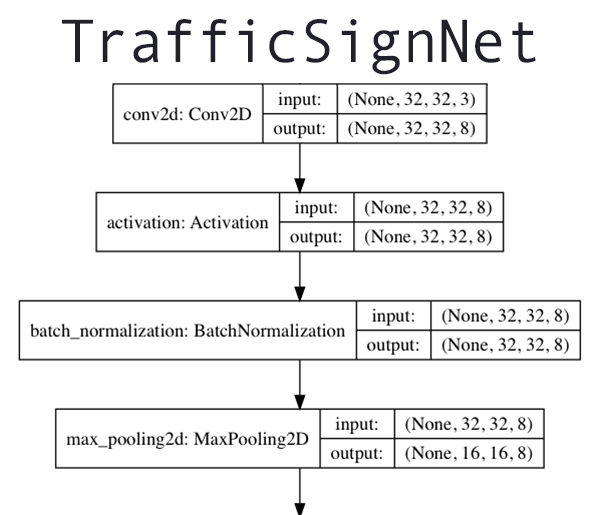 TrafficSignNet
conv2d: Conv2D input: (None, 32, 32, 3)
output: (None, 32, 32, 8)
activation: Activation input: (None, 32, 32, 8)
output: (None, 32, 32, 8)
batch_normalization: BatchNormalization input: (None, 32, 32, 8)
output: (None, 32, 32, 8)
max_pooling2d: MaxPooling2D input: (None, 32, 32, 8)
output: (None, 16, 16, 8)